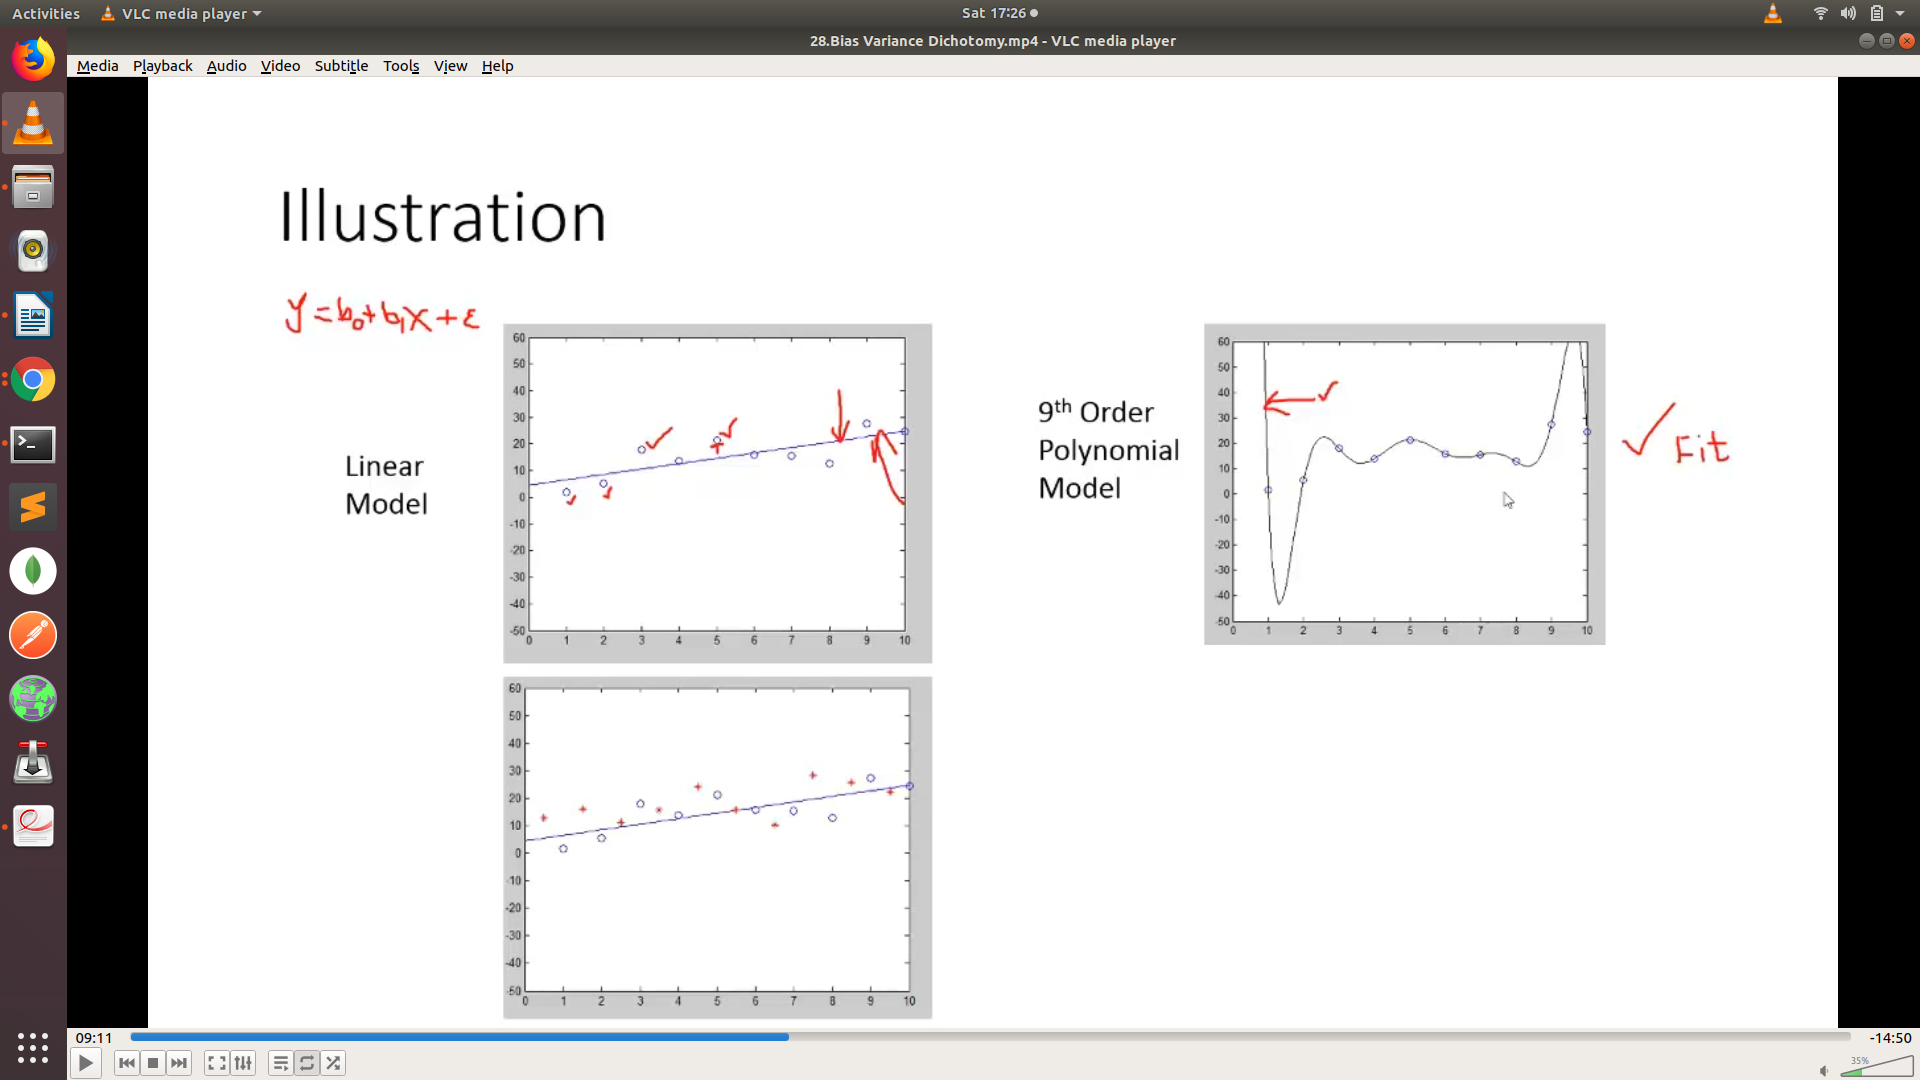 Activities VLC media player Sat 17:26
28.Bias Variance Dichotomy.mp4 - VLC media player
Media Playback Audio Video Subtitle Tools View Help
Illustration
y = b0 + b1x + ε
Linear
Model
60
50
40
30
20
10
0
-10
-20
-30
-40
-50
0 1 2 3 4 5 6 7 8 9 10
9th Order
Polynomial
Model
60
50
40
30
20
10
0
-10
-20
-30
-40
-50
0 1 2 3 4 5 6 7 8 9 10
Fit
60
50
40
30
20
10
0
-10
-20
-30
-40
-50
0 1 2 3 4 5 6 7 8 9 10
09:11 -14:50
35%